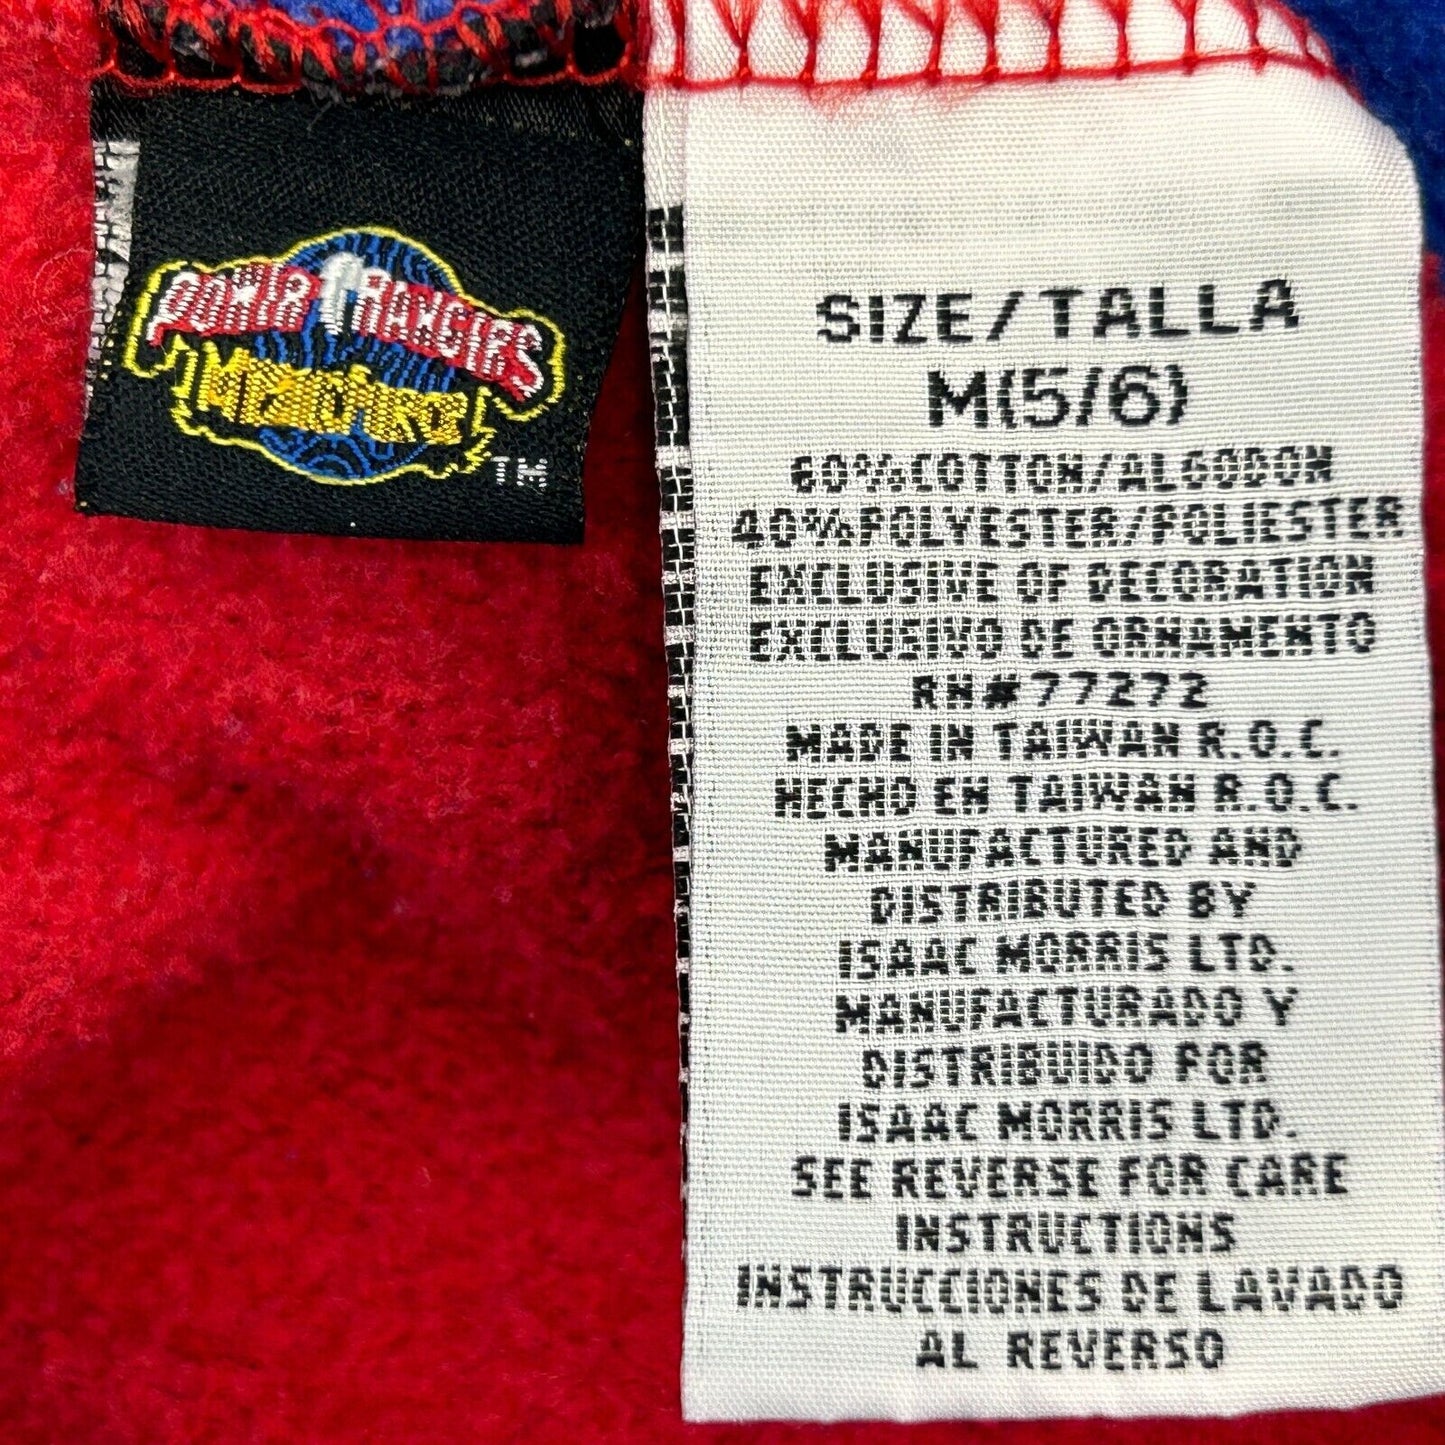 POWER RANGERS
MYSTIC FORCE
TM
SIZE/TALLA
M(5/6)
60%COTTON/ALGODON
40%POLYESTER/POLIESTER
EXCLUSIVE OF DECORATION
EXCLUSIVO DE ORNAMENTO
RN#77272
MADE IN TAIWAN R.O.C.
HECHO EN TAIWAN R.O.C.
MANUFACTURED AND
DISTRIBUTED BY
ISAAC MORRIS LTD.
MANUFACTURADO Y
DISTRIBUIDO POR
ISAAC MORRIS LTD.
SEE REVERSE FOR CARE
INSTRUCTIONS
INSTRUCCIONES DE LAVADO
AL REVERSO